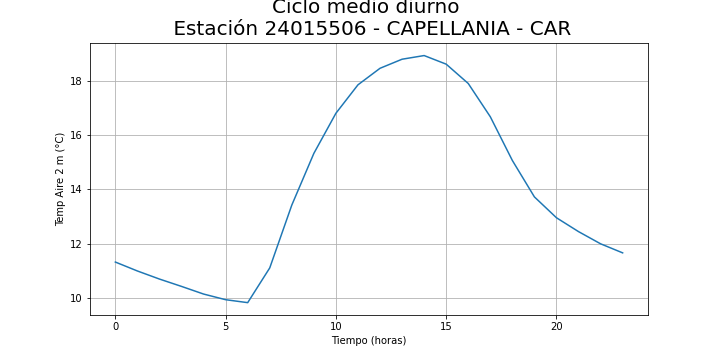 Ciclo medio diurno
Estación 24015506 - CAPELLANIA - CAR
Temp Aire 2 m (°C)
18
16
14
12
10
0
5
10
15
20
Tiempo (horas)